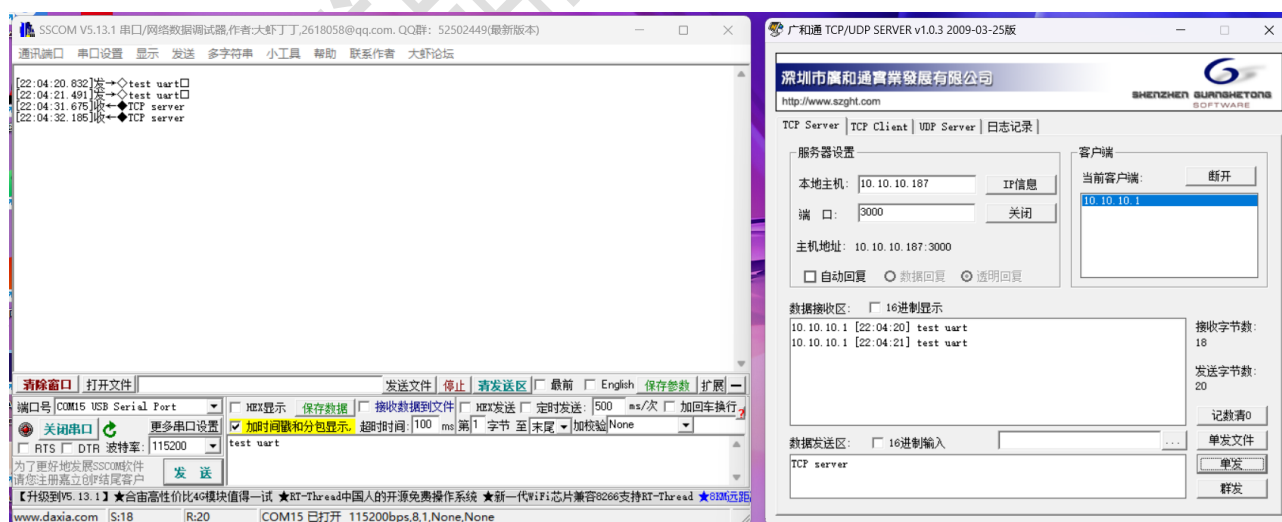 SSCOM V5.13.1 串口/网络数据调试器,作者:大虾丁丁,2618058@qq.com. QQ群: 52502449(最新版本)
通讯端口 串口设置 显示 发送 多字符串 小工具 帮助 联系作者 大虾论坛
[22:04:20.832]发→◇test uart□
[22:04:21.491]发→◇test uart□
[22:04:31.675]收←◆TCP server
[22:04:32.185]收←◆TCP server
清除窗口 打开文件 发送文件 停止 清发送区 最前 English 保存参数 扩展 —
端口号 COM15 USB Serial Port HEX显示 保存数据 接收数据到文件 HEX发送 定时发送: 500 ms/次 加回车换行
关闭串口 更多串口设置 加时间戳和分包显示, 超时时间: 100 ms 第1 字节 至 末尾 加校验 None
RTS DTR 波特率: 115200 test uart
为了更好地发展SSCOM软件
请您注册嘉立创F结尾客户 发 送
【升级到V5.13.1】★合宙高性价比4G模块值得一试 ★RT-Thread中国人的开源免费操作系统 ★新一代WiFi芯片兼容8266支持RT-Thread ★8KM远距
www.daxia.com S:18 R:20 COM15 已打开 115200bps,8,1,None,None
广和通 TCP/UDP SERVER v1.0.3 2009-03-25版
深圳市廣和通實業發展有限公司
http://www.szght.com
SHENZHEN GUANGHETONG
SOFTWARE
TCP Server TCP Client UDP Server 日志记录
服务器设置
本地主机: 10.10.10.187 IP信息
端 口: 3000 关闭
主机地址: 10.10.10.187:3000
自动回复 数据回复 透明回复
客户端
当前客户端: 断开
10.10.10.1
数据接收区: 16进制显示
10.10.10.1 [22:04:20] test uart
10.10.10.1 [22:04:21] test uart
接收字节数:
18
发送字节数:
20
记数清0
数据发送区: 16进制输入 ... 单发文件
TCP server
单发
群发